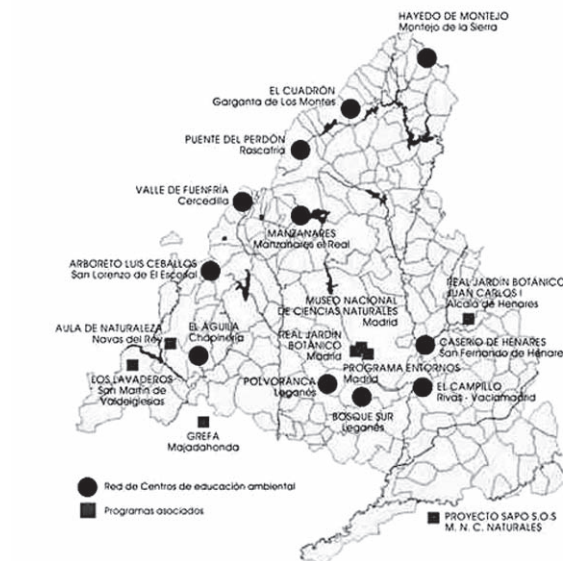 HAYEDO DE MONTEJO
Montejo de la Sierra
EL CUADRÓN
Garganta de Los Montes
PUENTE DEL PERDÓN
Rascafria
VALLE DE FUENFRÍA
Cercedilla
MANZANARES
Manzanares el Real
ARBORETO LUIS CEBALLOS
San Lorenzo de El Escorial
REAL JARDÍN BOTÁNICO
JUAN CARLOS I
Alcalá de Henares
MUSEO NACIONAL
DE CIENCIAS NATURALES
Madrid
AULA DE NATURALEZA
Navas del Rey
EL ÁGUILA
Chapinería
REAL JARDÍN
BOTÁNICO
Madrid
CASERIO DE HENARES
San Fernando de Henares
PROGRAMA ENTORNOS
Madrid
LOS LAVADEROS
San Martín de
Valdeiglesias
POLVORANCA
Leganés
EL CAMPILLO
Rivas - Vaciamadrid
BOSQUE SUR
Leganés
GREFA
Majadahonda
Red de Centros de educación ambiental
Programas asociados
PROYECTO SAPO S.O.S
M. N. C. NATURALES